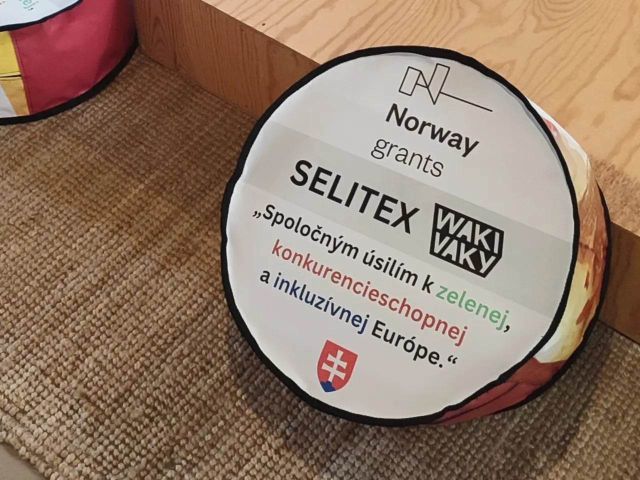 Norway
grants
SELITEX WAKI VAKY
„Spoločným úsilím k zelenej,
konkurencieschopnej
a inkluzívnej Európe.“